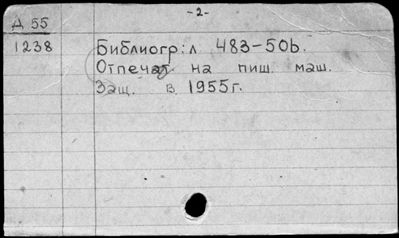 -2-
Д 55
1238
Библиогр: л 483-506.
Отпечат на пиш. маш.
Защ. в 1955г.